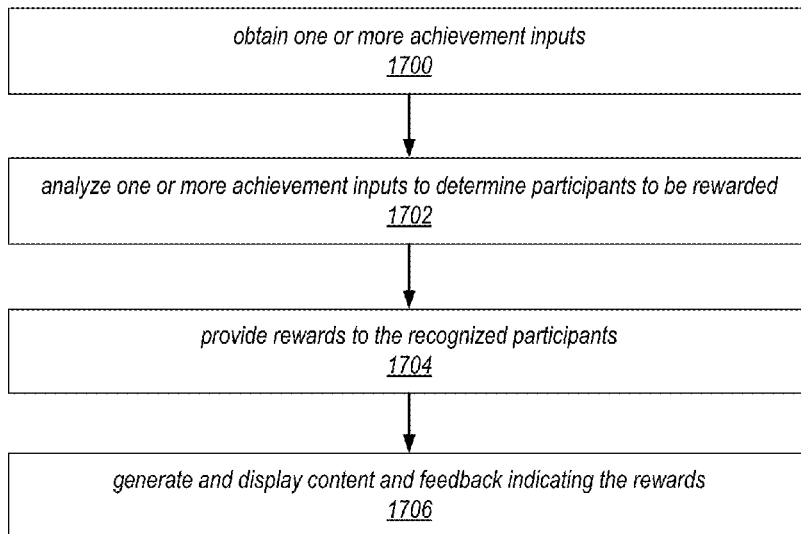 obtain one or more achievement inputs
1700
analyze one or more achievement inputs to determine participants to be rewarded
1702
provide rewards to the recognized participants
1704
generate and display content and feedback indicating the rewards
1706